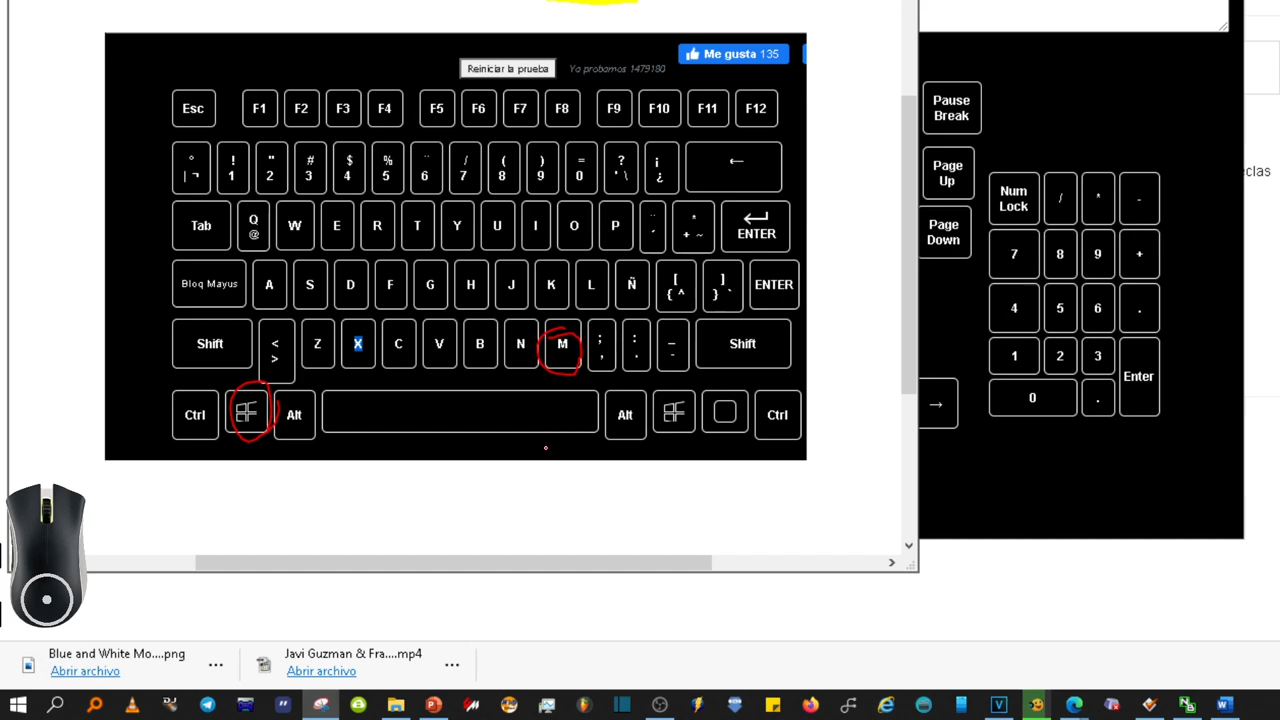 Me gusta 135
Reiniciar la prueba Ya probamos 1479180
Esc F1 F2 F3 F4 F5 F6 F7 F8 F9 F10 F11 F12
° ! " # $ % ¨ / ( ) = ? ¡
| ¬ 1 2 3 4 5 6 7 8 9 0 ' \ ¿ ←
Tab Q @ W E R T Y U I O P ¨ ´ * + ~ ENTER
Bloq Mayus A S D F G H J K L Ñ [ { ^ ] } ` ENTER
Shift < > Z X C V B N M ; , : . _ - Shift
Ctrl Alt Alt Ctrl
Pause
Break
Page
Up
Page
Down
→
Num
Lock / * -
7 8 9 +
4 5 6 .
1 2 3 Enter
0 .
eclas
Blue and White Mo....png
Abrir archivo
Javi Guzman & Fra....mp4
Abrir archivo